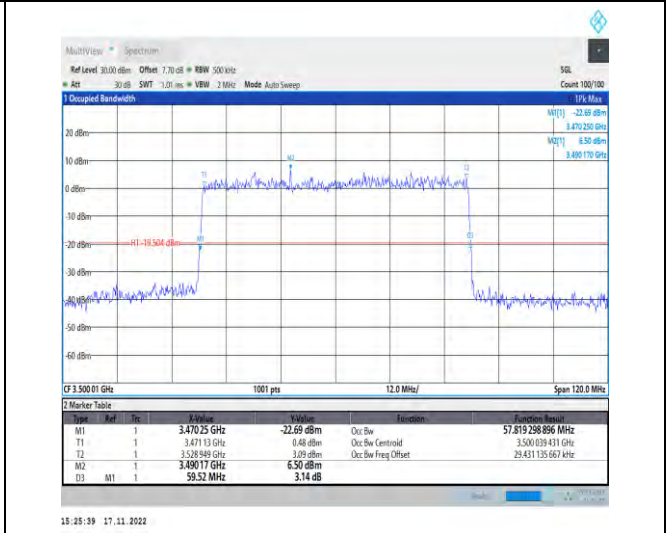 MultiView Spectrum
Ref Level 30.00 dBm Offset 7.70 dB RBW 500 kHz SGL
Att 30 dB SWT 1.01 ms VBW 2 MHz Mode Auto Sweep Count 100/100
1 Occupied Bandwidth 1Pk Max
M1[1] -22.69 dBm
3.470 250 GHz
M2[1] 6.50 dBm
3.490 170 GHz
20 dBm
10 dBm
0 dBm
-10 dBm
-20 dBm
-30 dBm
-40 dBm
-50 dBm
-60 dBm
T1
M2
T2
M1
D3
H1 -19.504 dBm
CF 3.500 01 GHz 1001 pts 12.0 MHz/ Span 120.0 MHz
2 Marker Table
Type Ref Trc X-Value Y-Value Function Function Result
M1 1 3.470 25 GHz -22.69 dBm Occ Bw 57.819 298 896 MHz
T1 1 3.471 13 GHz 0.48 dBm Occ Bw Centroid 3.500 039 431 GHz
T2 1 3.528 949 GHz 3.09 dBm Occ Bw Freq Offset 29.431 135 667 kHz
M2 1 3.490 17 GHz 6.50 dBm
D3 M1 1 59.52 MHz 3.14 dB
15:25:39 17.11.2022